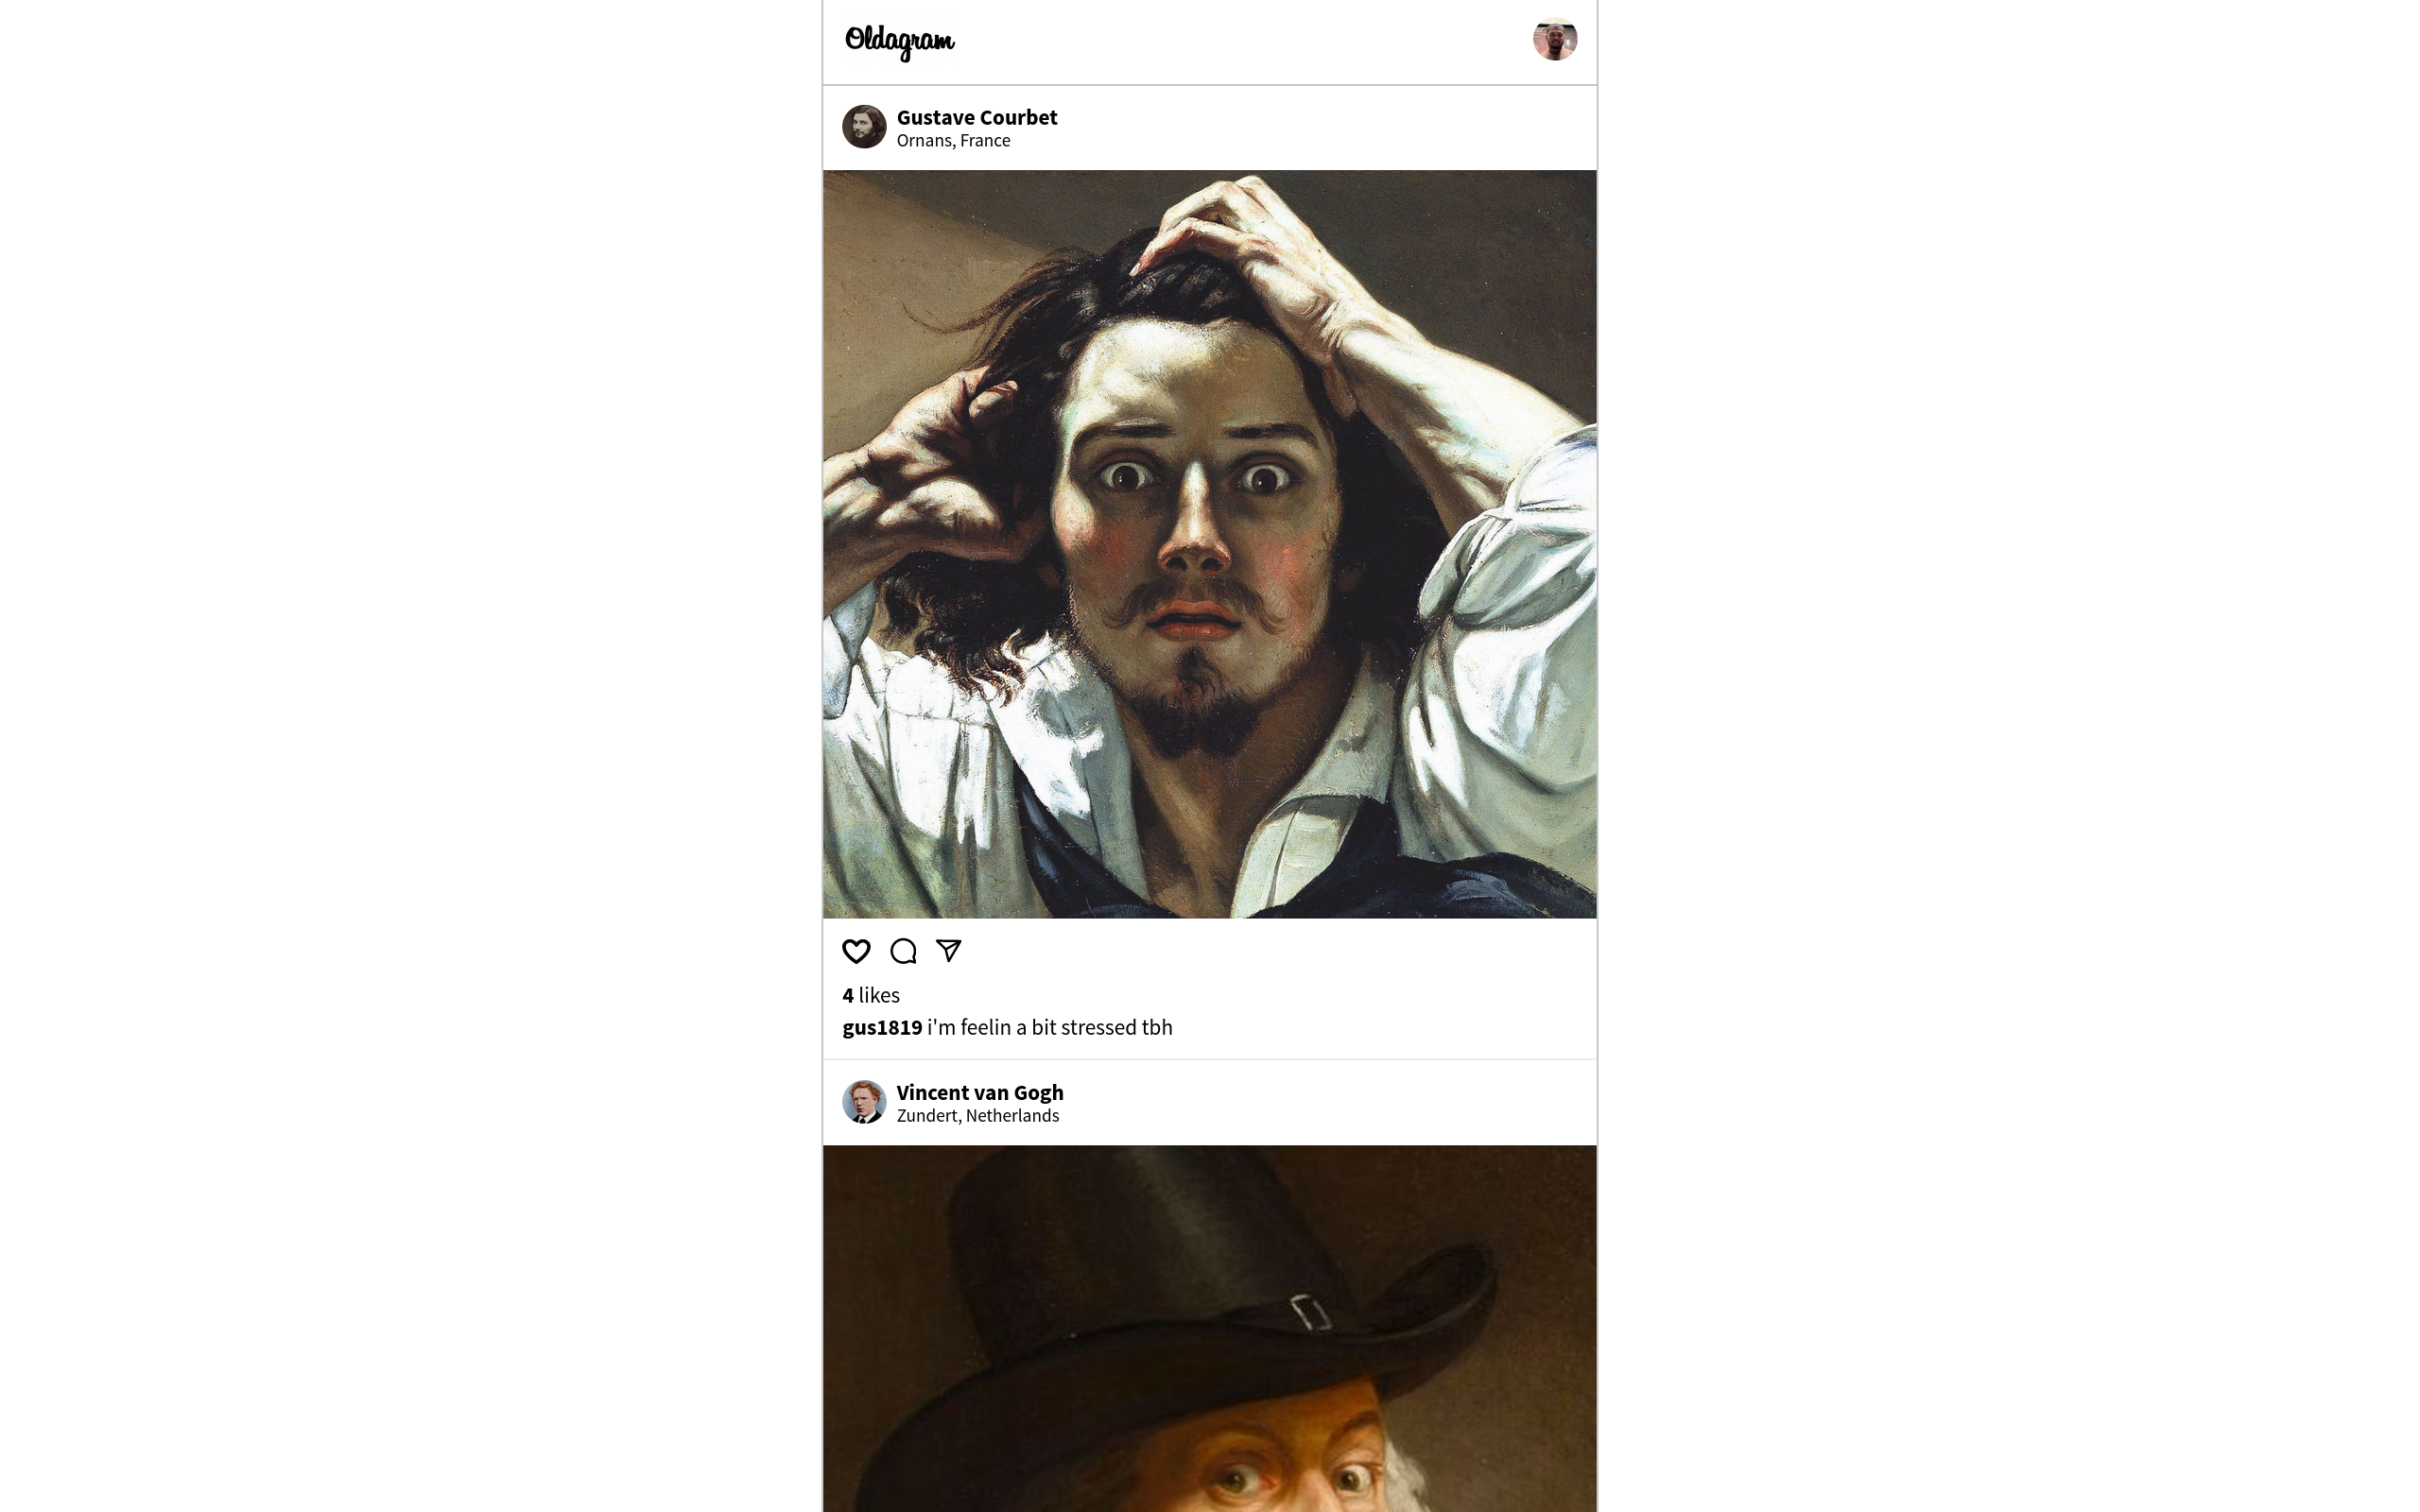 Oldagram
Gustave Courbet
Ornans, France
4 likes
gus1819 i'm feelin a bit stressed tbh
Vincent van Gogh
Zundert, Netherlands